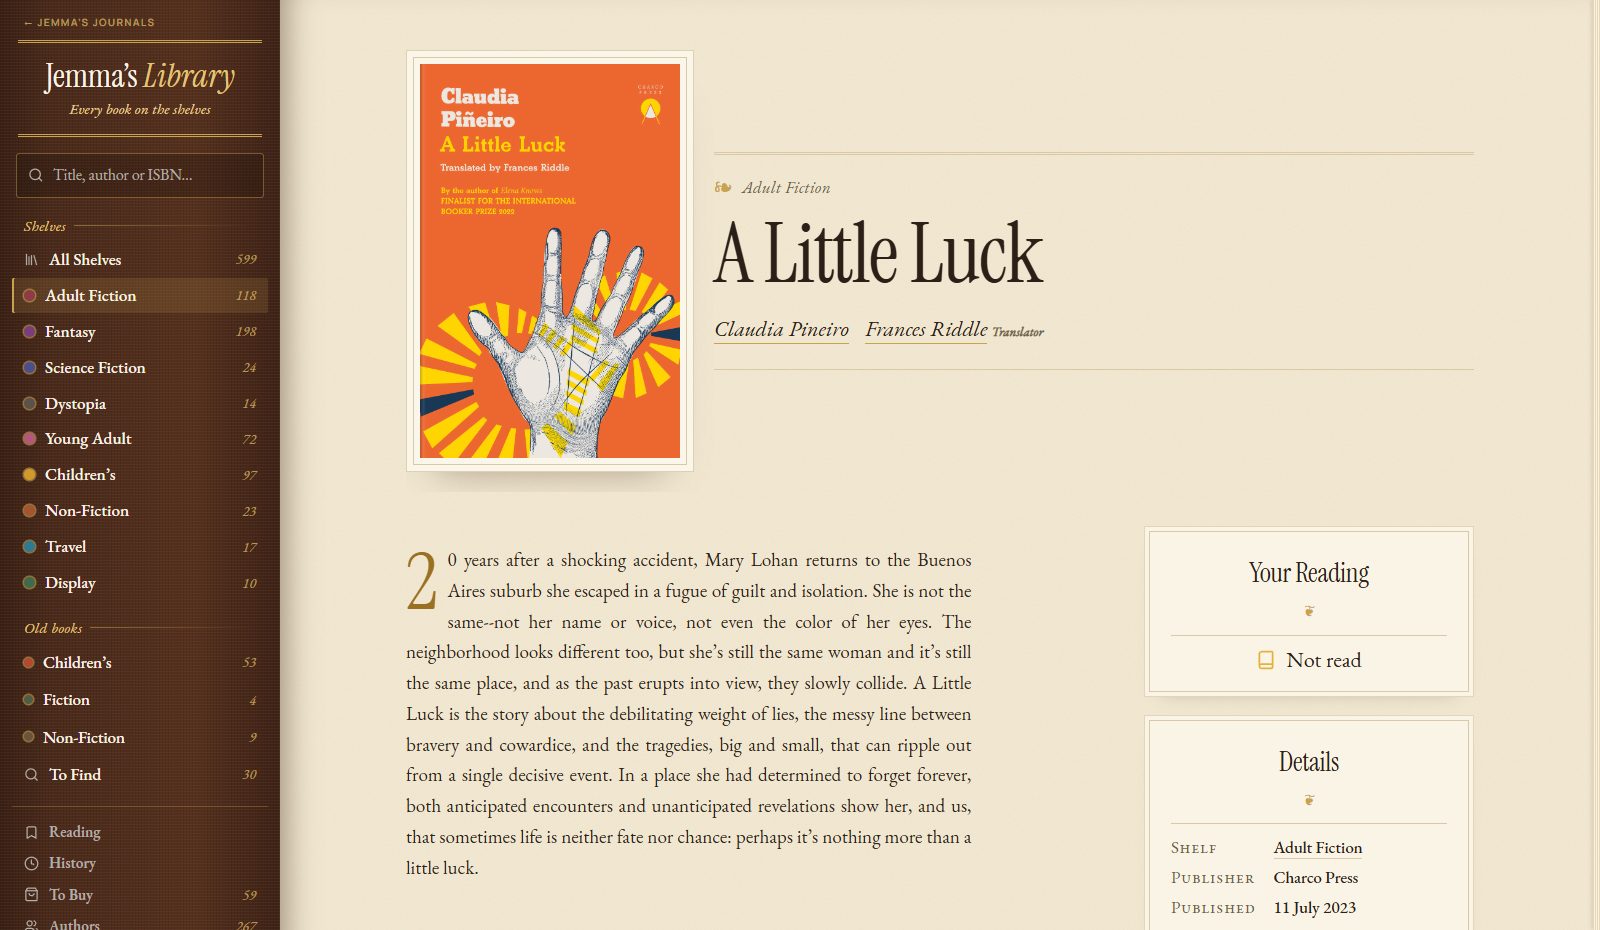 ← JEMMA'S JOURNALS
Jemma's Library
Every book on the shelves
Title, author or ISBN...
Shelves
All Shelves 599
Adult Fiction 118
Fantasy 198
Science Fiction 24
Dystopia 14
Young Adult 72
Children's 97
Non-Fiction 23
Travel 17
Display 10
Old books
Children's 53
Fiction 4
Non-Fiction 9
To Find 30
Reading
History
To Buy 59
Authors 267
Claudia
Piñeiro
A Little Luck
Translated by Frances Riddle
By the author of Elena Knows
FINALIST FOR THE INTERNATIONAL
BOOKER PRIZE 2022
CHARCO
PRESS
Adult Fiction
A Little Luck
Claudia Pineiro Frances Riddle Translator
20 years after a shocking accident, Mary Lohan returns to the Buenos
Aires suburb she escaped in a fugue of guilt and isolation. She is not the
same--not her name or voice, not even the color of her eyes. The
neighborhood looks different too, but she's still the same woman and it's still
the same place, and as the past erupts into view, they slowly collide. A Little
Luck is the story about the debilitating weight of lies, the messy line between
bravery and cowardice, and the tragedies, big and small, that can ripple out
from a single decisive event. In a place she had determined to forget forever,
both anticipated encounters and unanticipated revelations show her, and us,
that sometimes life is neither fate nor chance: perhaps it's nothing more than a
little luck.
Your Reading
Not read
Details
SHELF Adult Fiction
PUBLISHER Charco Press
PUBLISHED 11 July 2023